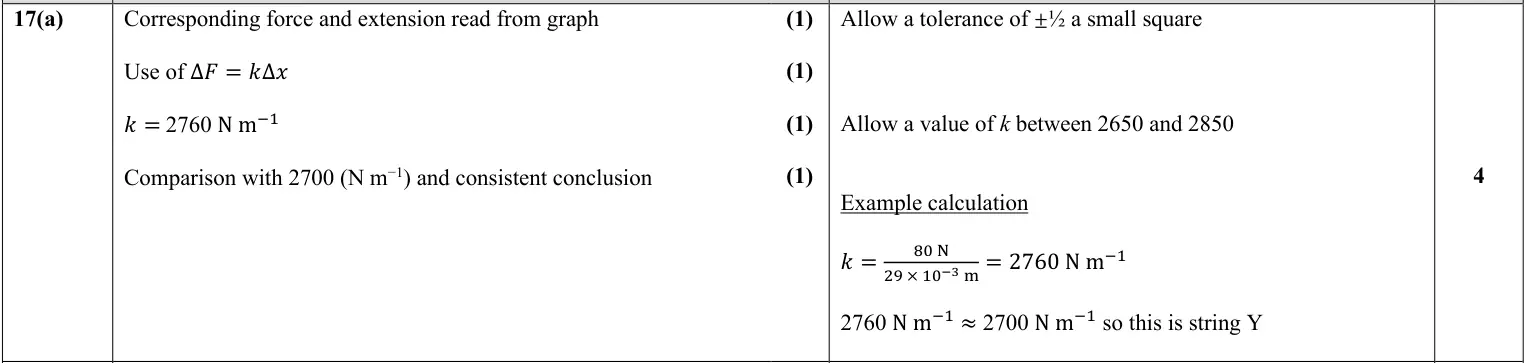 17(a) Corresponding force and extension read from graph (1) Allow a tolerance of ±½ a small square
Use of ΔF = kΔx (1)
k = 2760 N m⁻¹ (1) Allow a value of k between 2650 and 2850
Comparison with 2700 (N m⁻¹) and consistent conclusion (1) 4
Example calculation
k = 80 N / 29 × 10⁻³ m = 2760 N m⁻¹
2760 N m⁻¹ ≈ 2700 N m⁻¹ so this is string Y